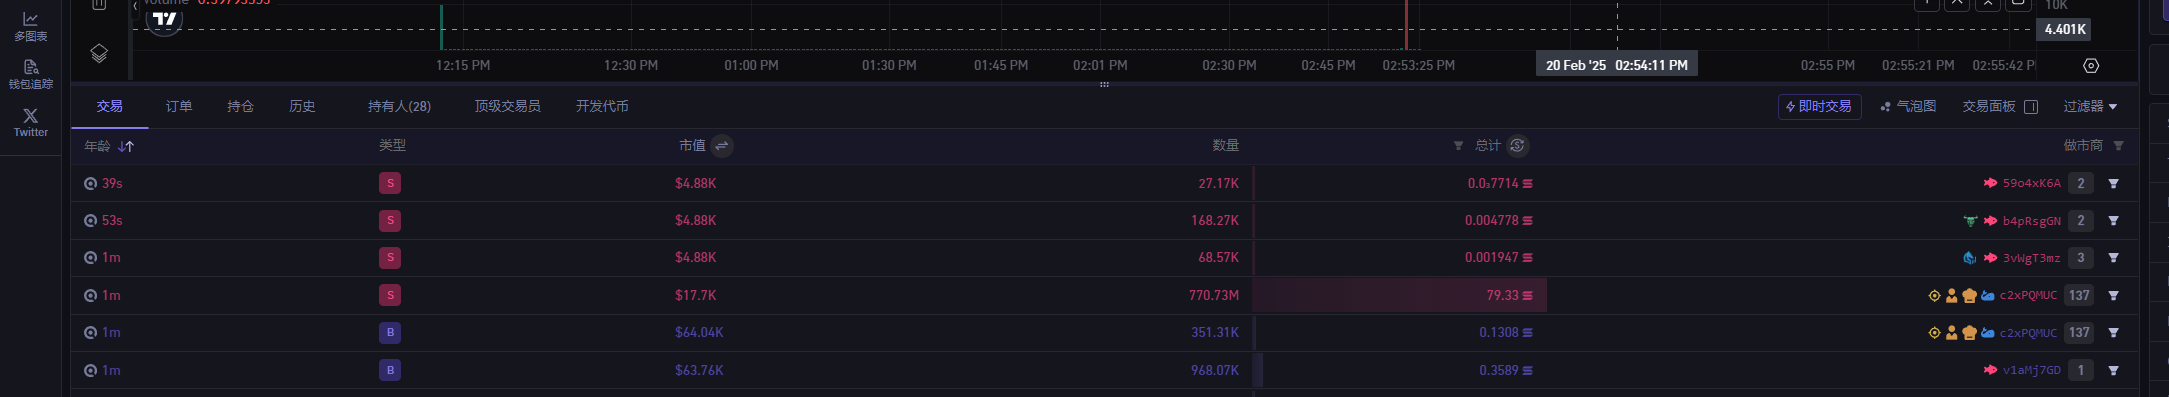 多图表
钱包追踪
Twitter
10K
4.401K
12:15 PM 12:30 PM 01:00 PM 01:30 PM 01:45 PM 02:01 PM 02:30 PM 02:45 PM 02:53:25 PM 20 Feb '25 02:54:11 PM 02:55 PM 02:55:21 PM 02:55:42 P
交易 订单 持仓 历史 持有人(28) 顶级交易员 开发代币 即时交易 气泡图 交易面板 过滤器
年龄 类型 市值 数量 总计 做市商
39s S $4.88K 27.17K 0.0₃7714 59o4xK6A 2
53s S $4.88K 168.27K 0.004778 b4pRsgGN 2
1m S $4.88K 68.57K 0.001947 3vWgT3mz 3
1m S $17.7K 770.73M 79.33 c2xPQMUC 137
1m B $64.04K 351.31K 0.1308 c2xPQMUC 137
1m B $63.76K 968.07K 0.3589 v1aMj7GD 1